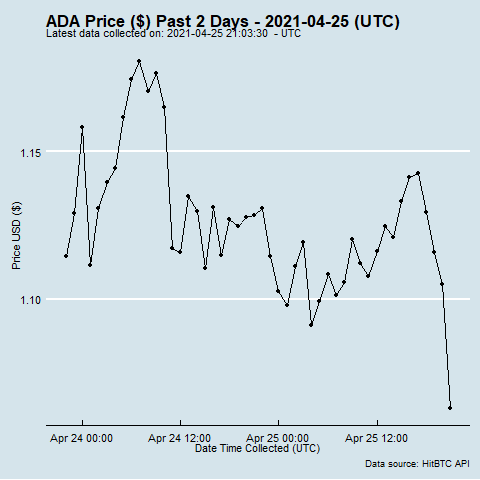 ADA Price ($) Past 2 Days - 2021-04-25 (UTC)
Latest data collected on: 2021-04-25 21:03:30  - UTC
1.15
Price USD ($)
1.10
Apr 24 00:00 Apr 24 12:00 Apr 25 00:00 Apr 25 12:00
Date Time Collected (UTC)
Data source: HitBTC API